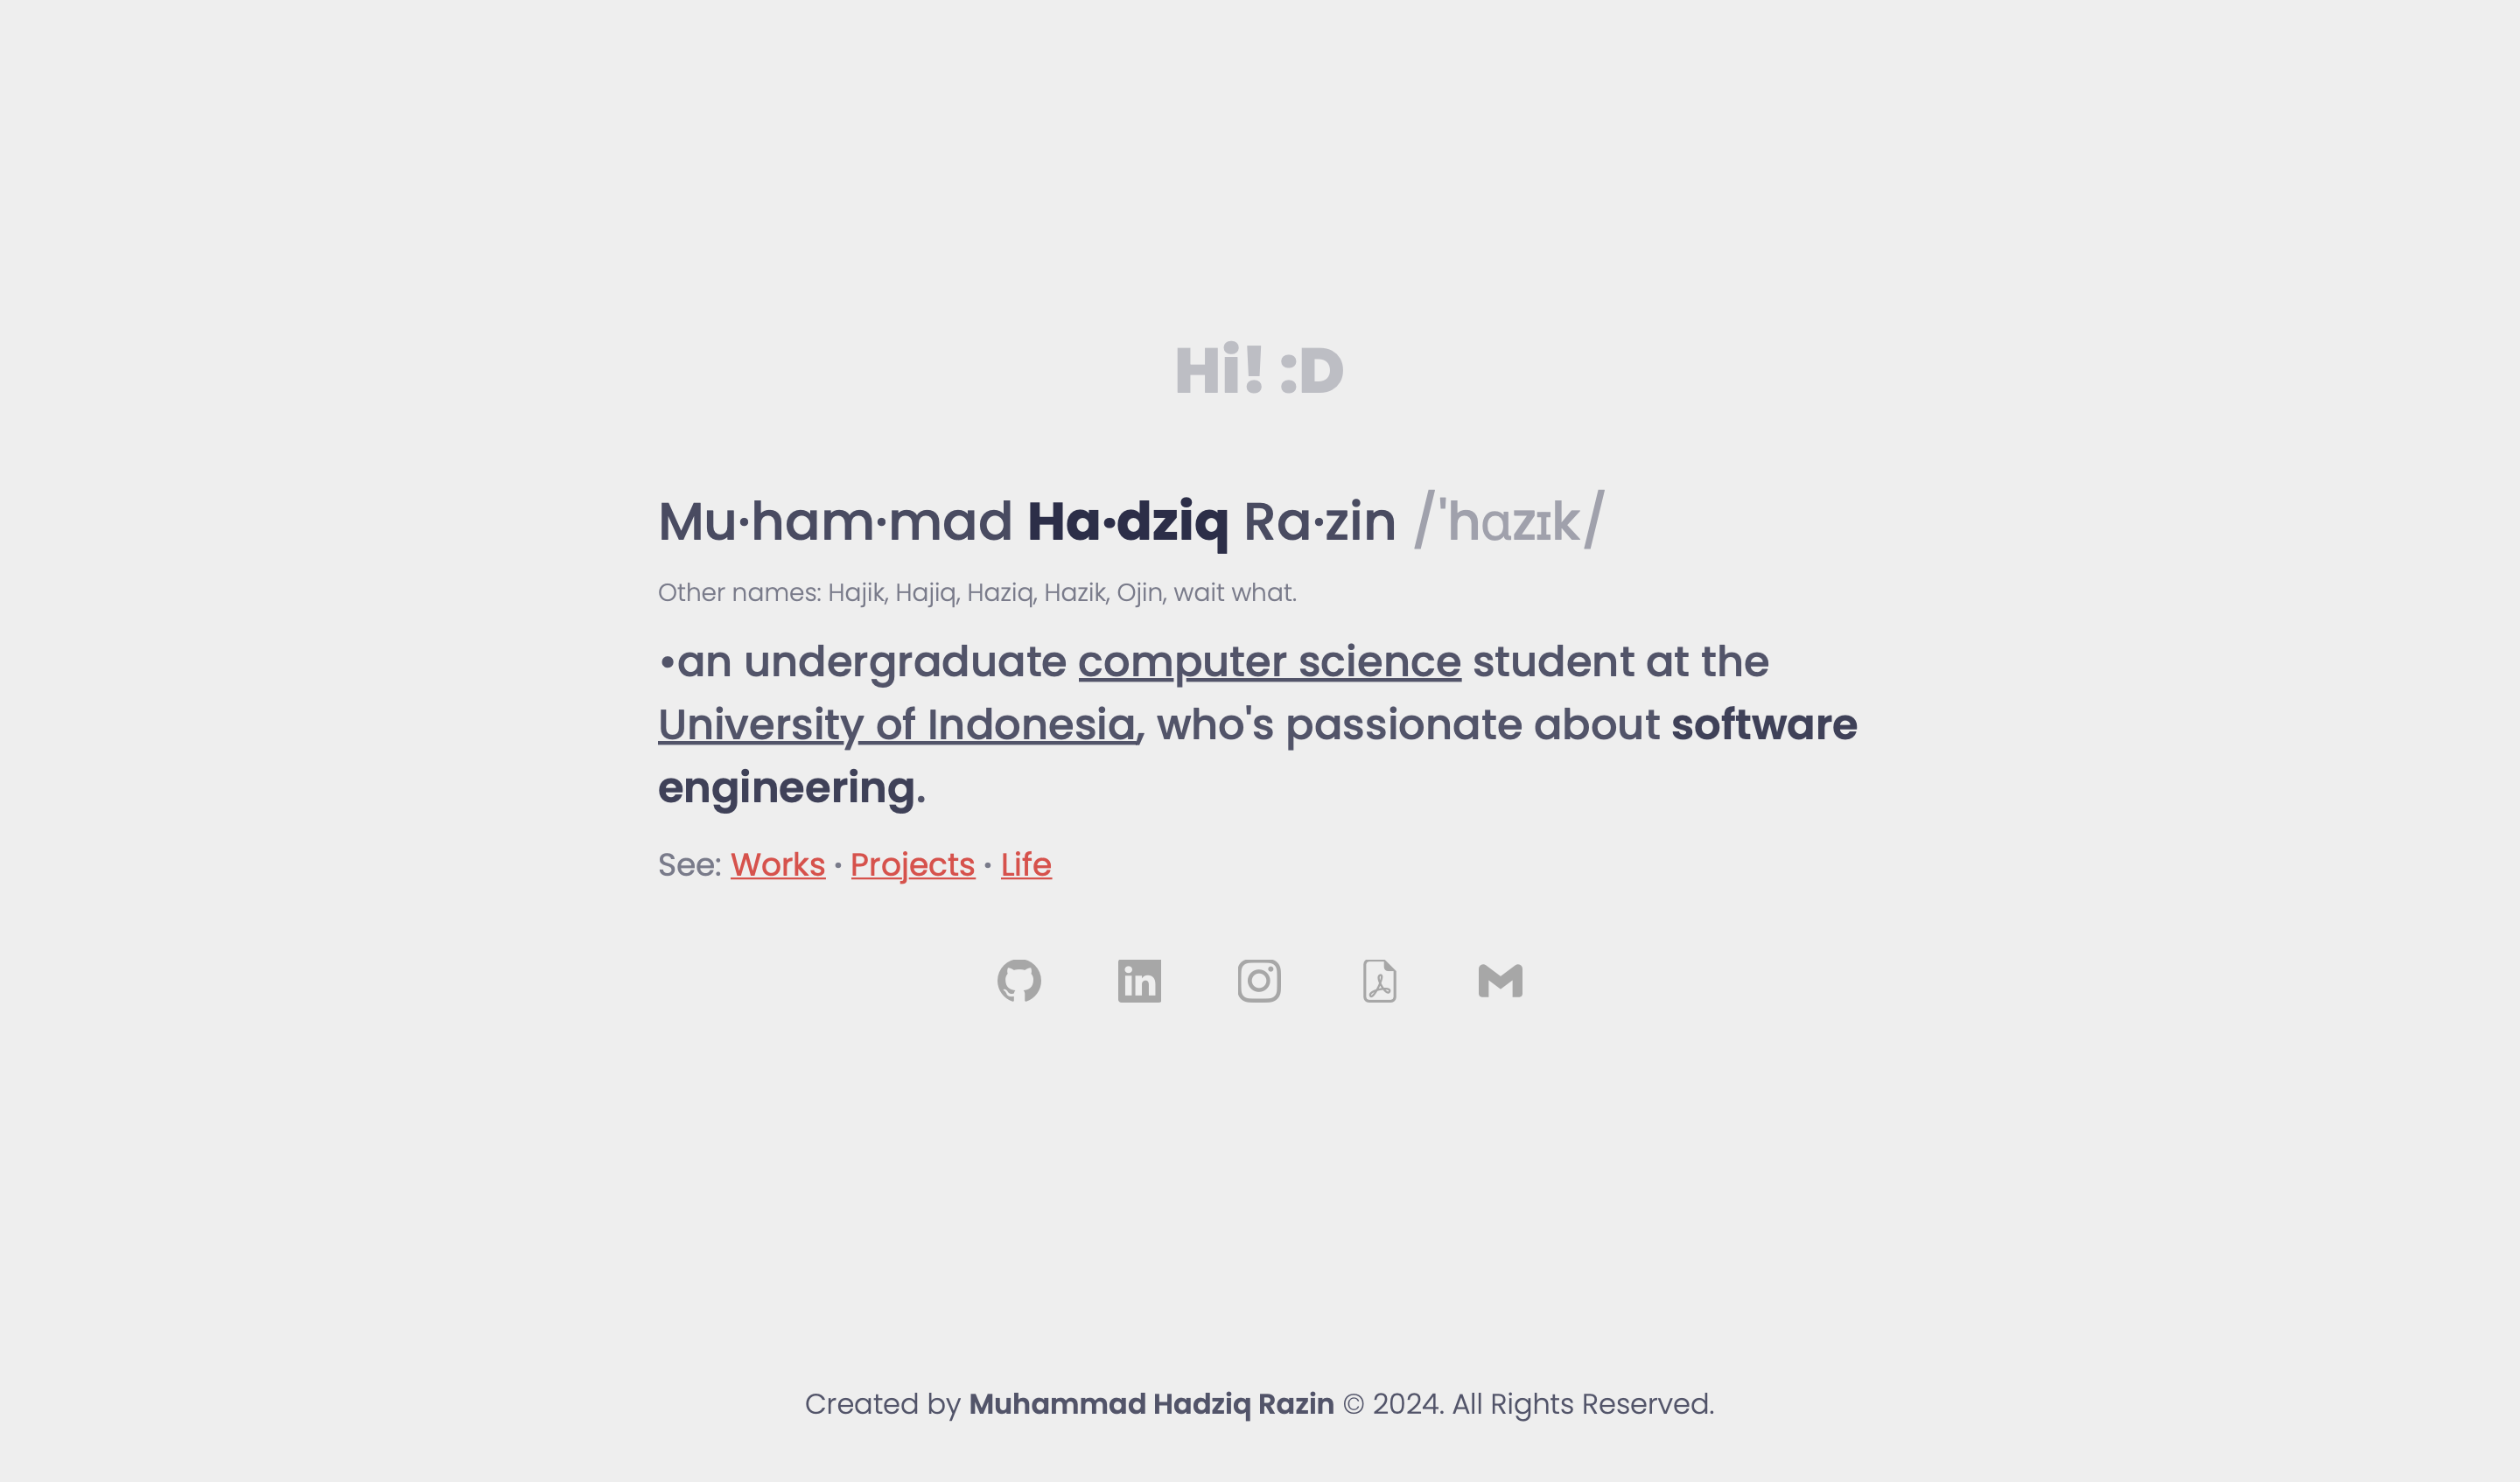 Hi! :D
Mu·ham·mad Ha·dziq Ra·zin /ˈhɑzɪk/
Other names: Hajik, Hajiq, Haziq, Hazik, Ojin, wait what.
•an undergraduate computer science student at the
University of Indonesia, who's passionate about software
engineering.
See: Works · Projects · Life
in
Created by Muhammad Hadziq Razin © 2024. All Rights Reserved.